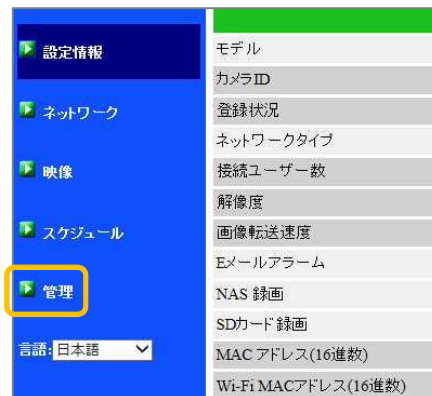 設定情報
ネットワーク
映像
スケジュール
管理
言語:日本語
モデル
カメラID
登録状況
ネットワークタイプ
接続ユーザー数
解像度
画像転送速度
Eメールアラーム
NAS 録画
SDカード録画
MAC アドレス(16進数)
Wi-Fi MACアドレス(16進数)